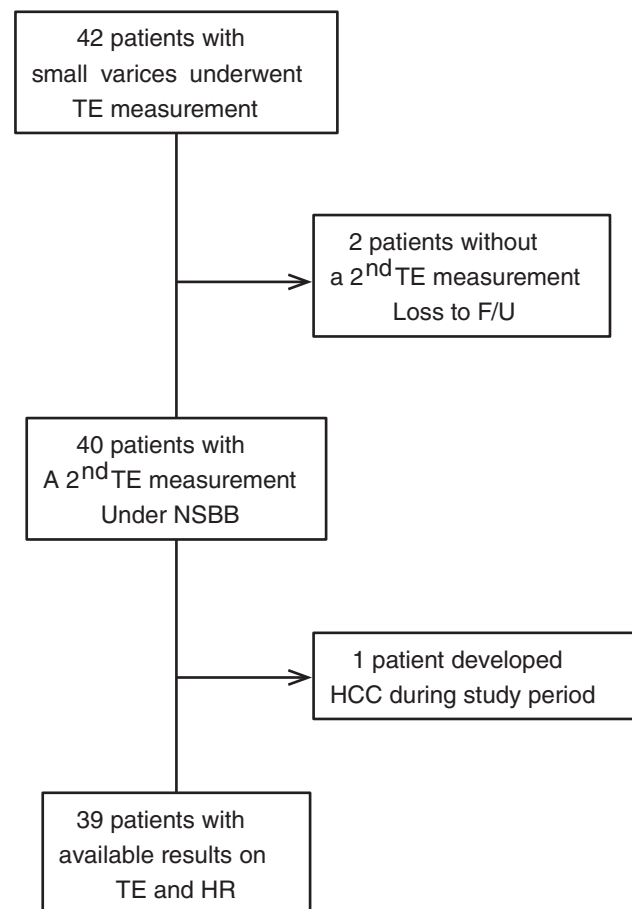 42 patients with
small varices underwent
TE measurement
2 patients without
a 2nd TE measurement
Loss to F/U
40 patients with
A 2nd TE measurement
Under NSBB
1 patient developed
HCC during study period
39 patients with
available results on
TE and HR